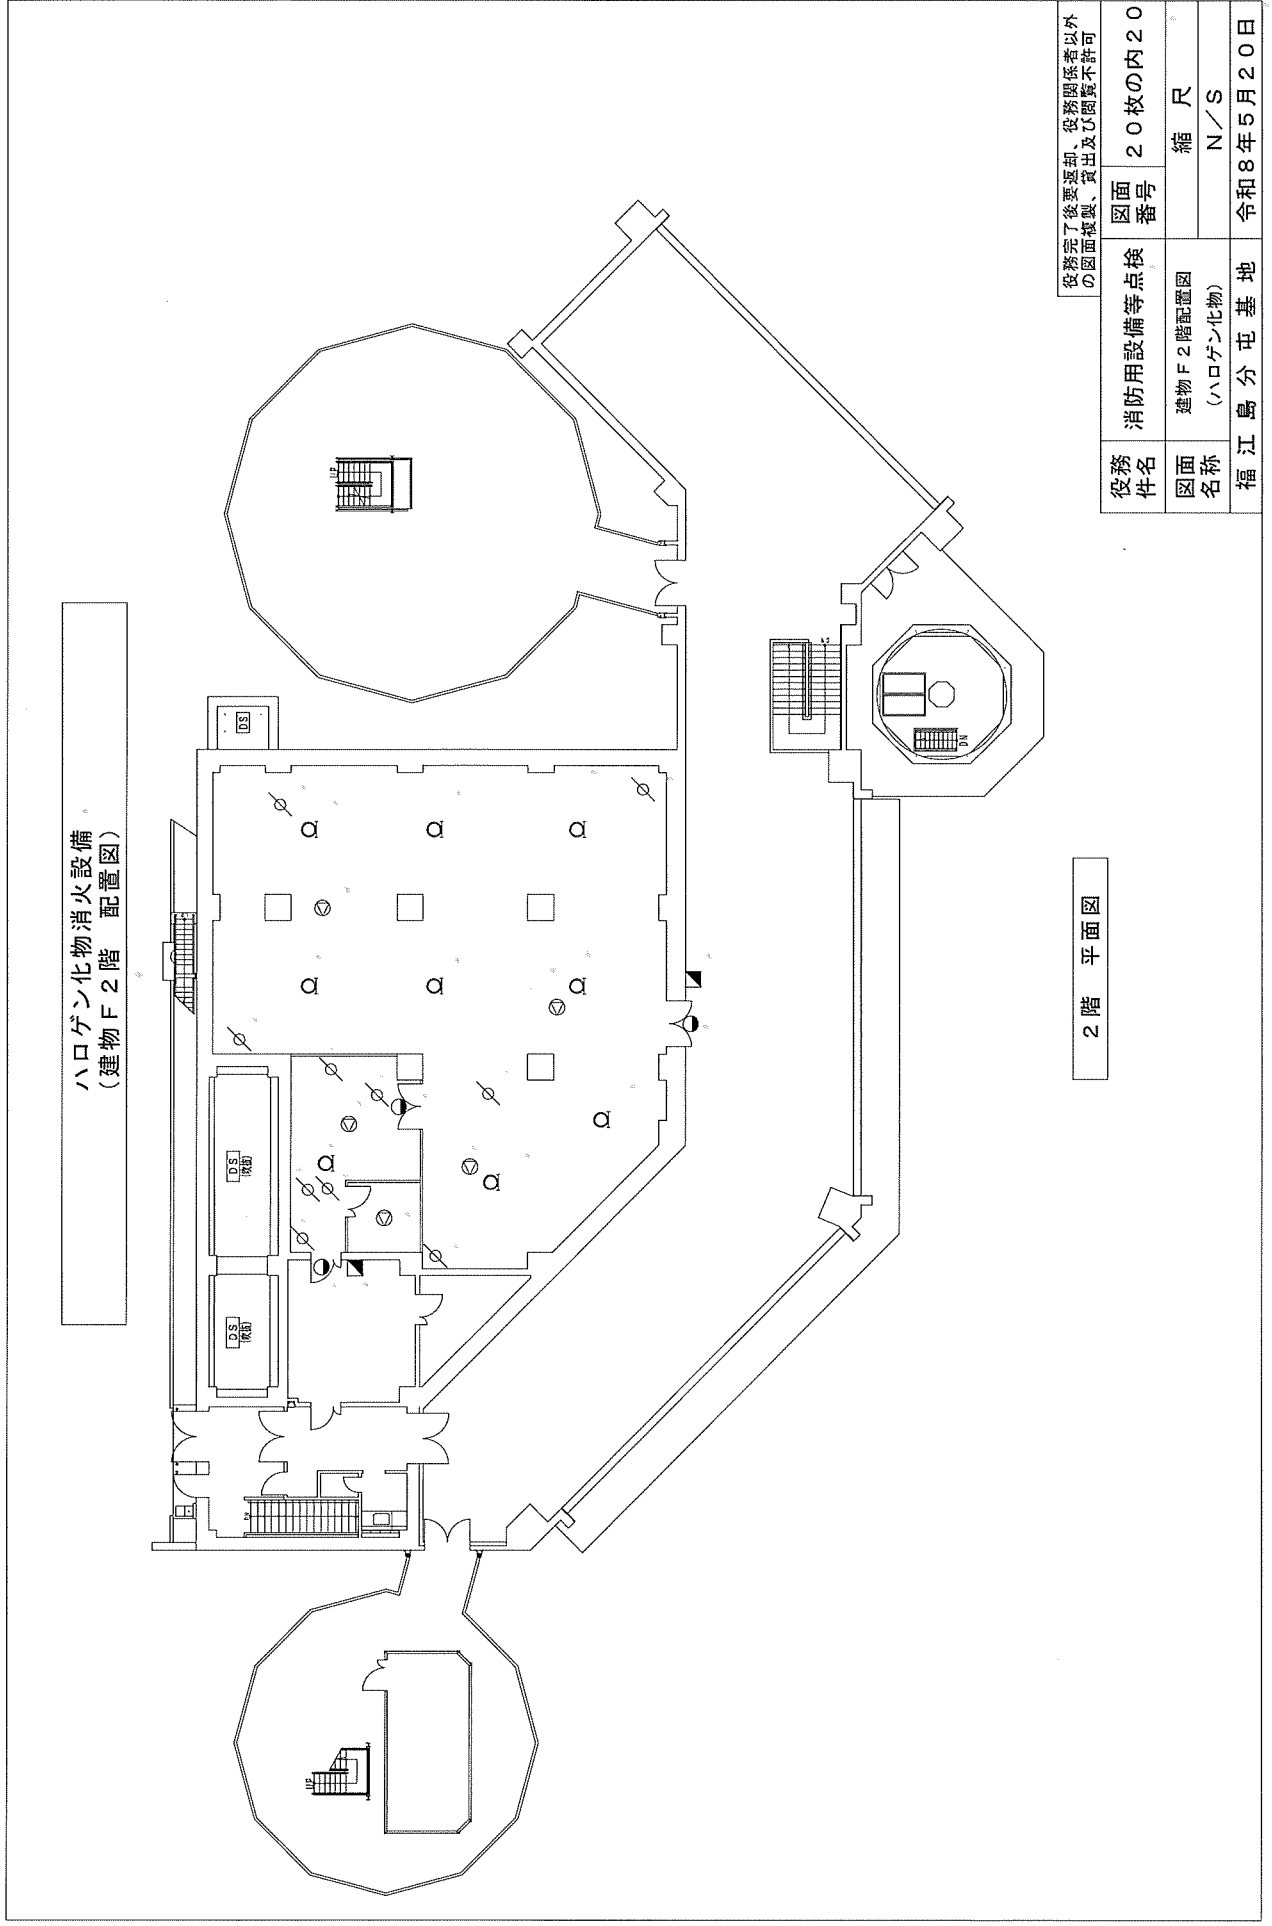 ハロゲン化物消火設備
(建物F2階 配置図)
DS
DS
(吹抜)
DS
(吹抜)
UP
DN
DN
UP
2階 平面図
役務完了後要返却、役務関係者以外
の図面複製、貸出及び閲覧不許可
役務
件名
消防用設備等点検
図面
番号
20枚の内20
図面
名称
建物F2階配置図
(ハロゲン化物)
縮尺
N/S
福江島分屯基地
令和8年5月20日